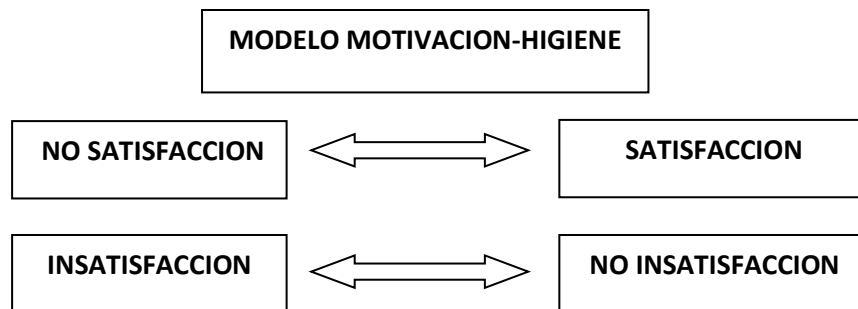 MODELO MOTIVACION-HIGIENE
NO SATISFACCION
SATISFACCION
INSATISFACCION
NO INSATISFACCION